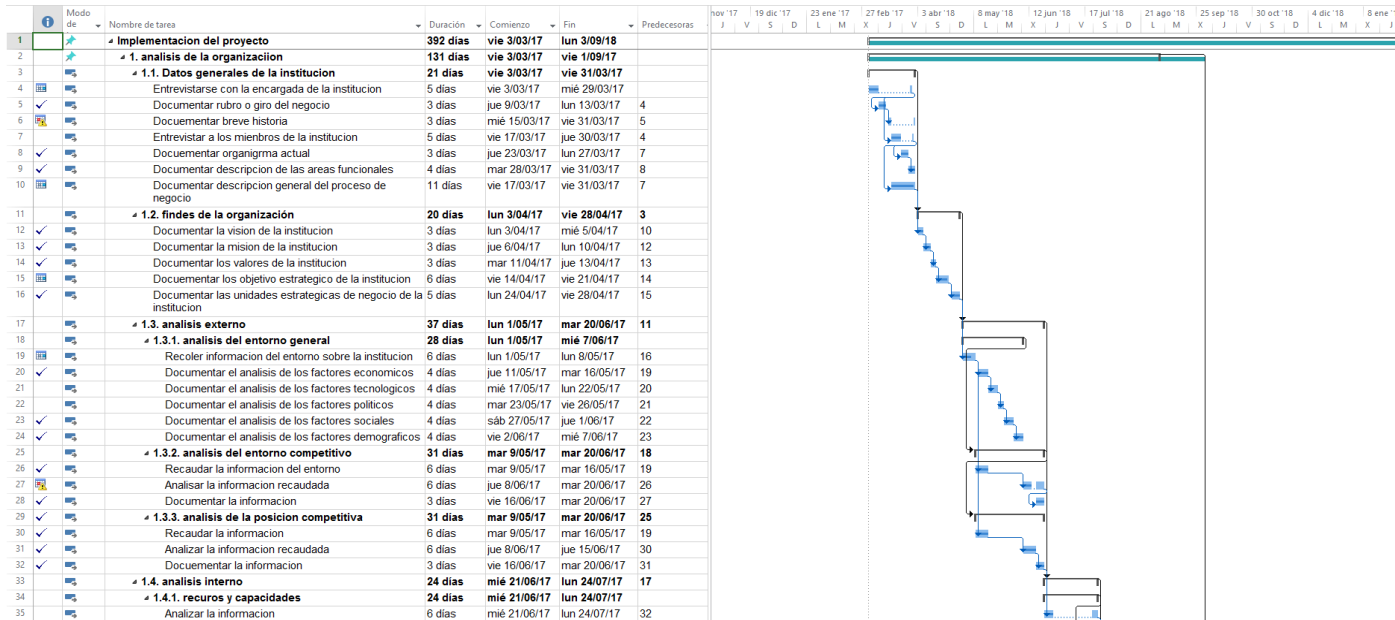 Modo de Nombre de tarea Duración Comienzo Fin Predecesoras
nov '17 19 dic '17 23 ene '17 27 feb '17 3 abr '17 8 may '17 12 jun '17 17 jul '17 21 ago '18 25 sep '18 30 oct '18 4 dic '18 8 ene '1
J V S D L M X J V S D L M X J V S D L M X J
1 Implementacion del proyecto 392 días vie 3/03/17 lun 3/09/18
2 1. analisis de la organizaciion 131 días vie 3/03/17 vie 1/09/17
3 1.1. Datos generales de la institucion 21 días vie 3/03/17 vie 31/03/17
4 Entrevistarse con la encargada de la institucion 5 días vie 3/03/17 mié 29/03/17
5 Documentar rubro o giro del negocio 3 días jue 9/03/17 lun 13/03/17 4
6 Docuementar breve historia 3 días mié 15/03/17 vie 31/03/17 5
7 Entrevistar a los mienbros de la institucion 5 días vie 17/03/17 jue 30/03/17 4
8 Docuementar organigrma actual 3 días jue 23/03/17 lun 27/03/17 7
9 Documentar descripcion de las areas funcionales 4 días mar 28/03/17 vie 31/03/17 8
10 Documentar descripcion general del proceso de negocio 11 días vie 17/03/17 vie 31/03/17 7
11 1.2. findes de la organización 20 días lun 3/04/17 vie 28/04/17 3
12 Documentar la vision de la institucion 3 días lun 3/04/17 mié 5/04/17 10
13 Documentar la mision de la institucion 3 días jue 6/04/17 lun 10/04/17 12
14 Documentar los valores de la institucion 3 días mar 11/04/17 jue 13/04/17 13
15 Docuementar los objetivo estrategico de la institucion 6 días vie 14/04/17 vie 21/04/17 14
16 Documentar las unidades estrategicas de negocio de la institucion 5 días lun 24/04/17 vie 28/04/17 15
17 1.3. analisis externo 37 días lun 1/05/17 mar 20/06/17 11
18 1.3.1. analisis del entorno general 28 días lun 1/05/17 mié 7/06/17
19 Recoler informacion del entorno sobre la institucion 6 días lun 1/05/17 lun 8/05/17 16
20 Documentar el analisis de los factores economicos 4 días jue 11/05/17 mar 16/05/17 19
21 Documentar el analisis de los factores tecnologicos 4 días mié 17/05/17 lun 22/05/17 20
22 Documentar el analisis de los factores politicos 4 días mar 23/05/17 vie 26/05/17 21
23 Documentar el analisis de los factores sociales 4 días sáb 27/05/17 jue 1/06/17 22
24 Documentar el analisis de los factores demograficos 4 días vie 2/06/17 mié 7/06/17 23
25 1.3.2. analisis del entorno competitivo 31 días mar 9/05/17 mar 20/06/17 18
26 Recaudar la informacion del entorno 6 días mar 9/05/17 mar 16/05/17 19
27 Analisar la informacion recaudada 6 días jue 8/06/17 mar 20/06/17 26
28 Documentar la informacion 3 días vie 16/06/17 mar 20/06/17 27
29 1.3.3. analisis de la posicion competitiva 31 días mar 9/05/17 mar 20/06/17 25
30 Recaudar la informacion 6 días mar 9/05/17 mar 16/05/17 19
31 Analizar la informacion recaudada 6 días jue 8/06/17 jue 15/06/17 30
32 Docuementar la informacion 3 días vie 16/06/17 mar 20/06/17 31
33 1.4. analisis interno 24 días mié 21/06/17 lun 24/07/17 17
34 1.4.1. recuros y capacidades 24 días mié 21/06/17 lun 24/07/17
35 Analizar la informacion 6 días mié 21/06/17 lun 24/07/17 32